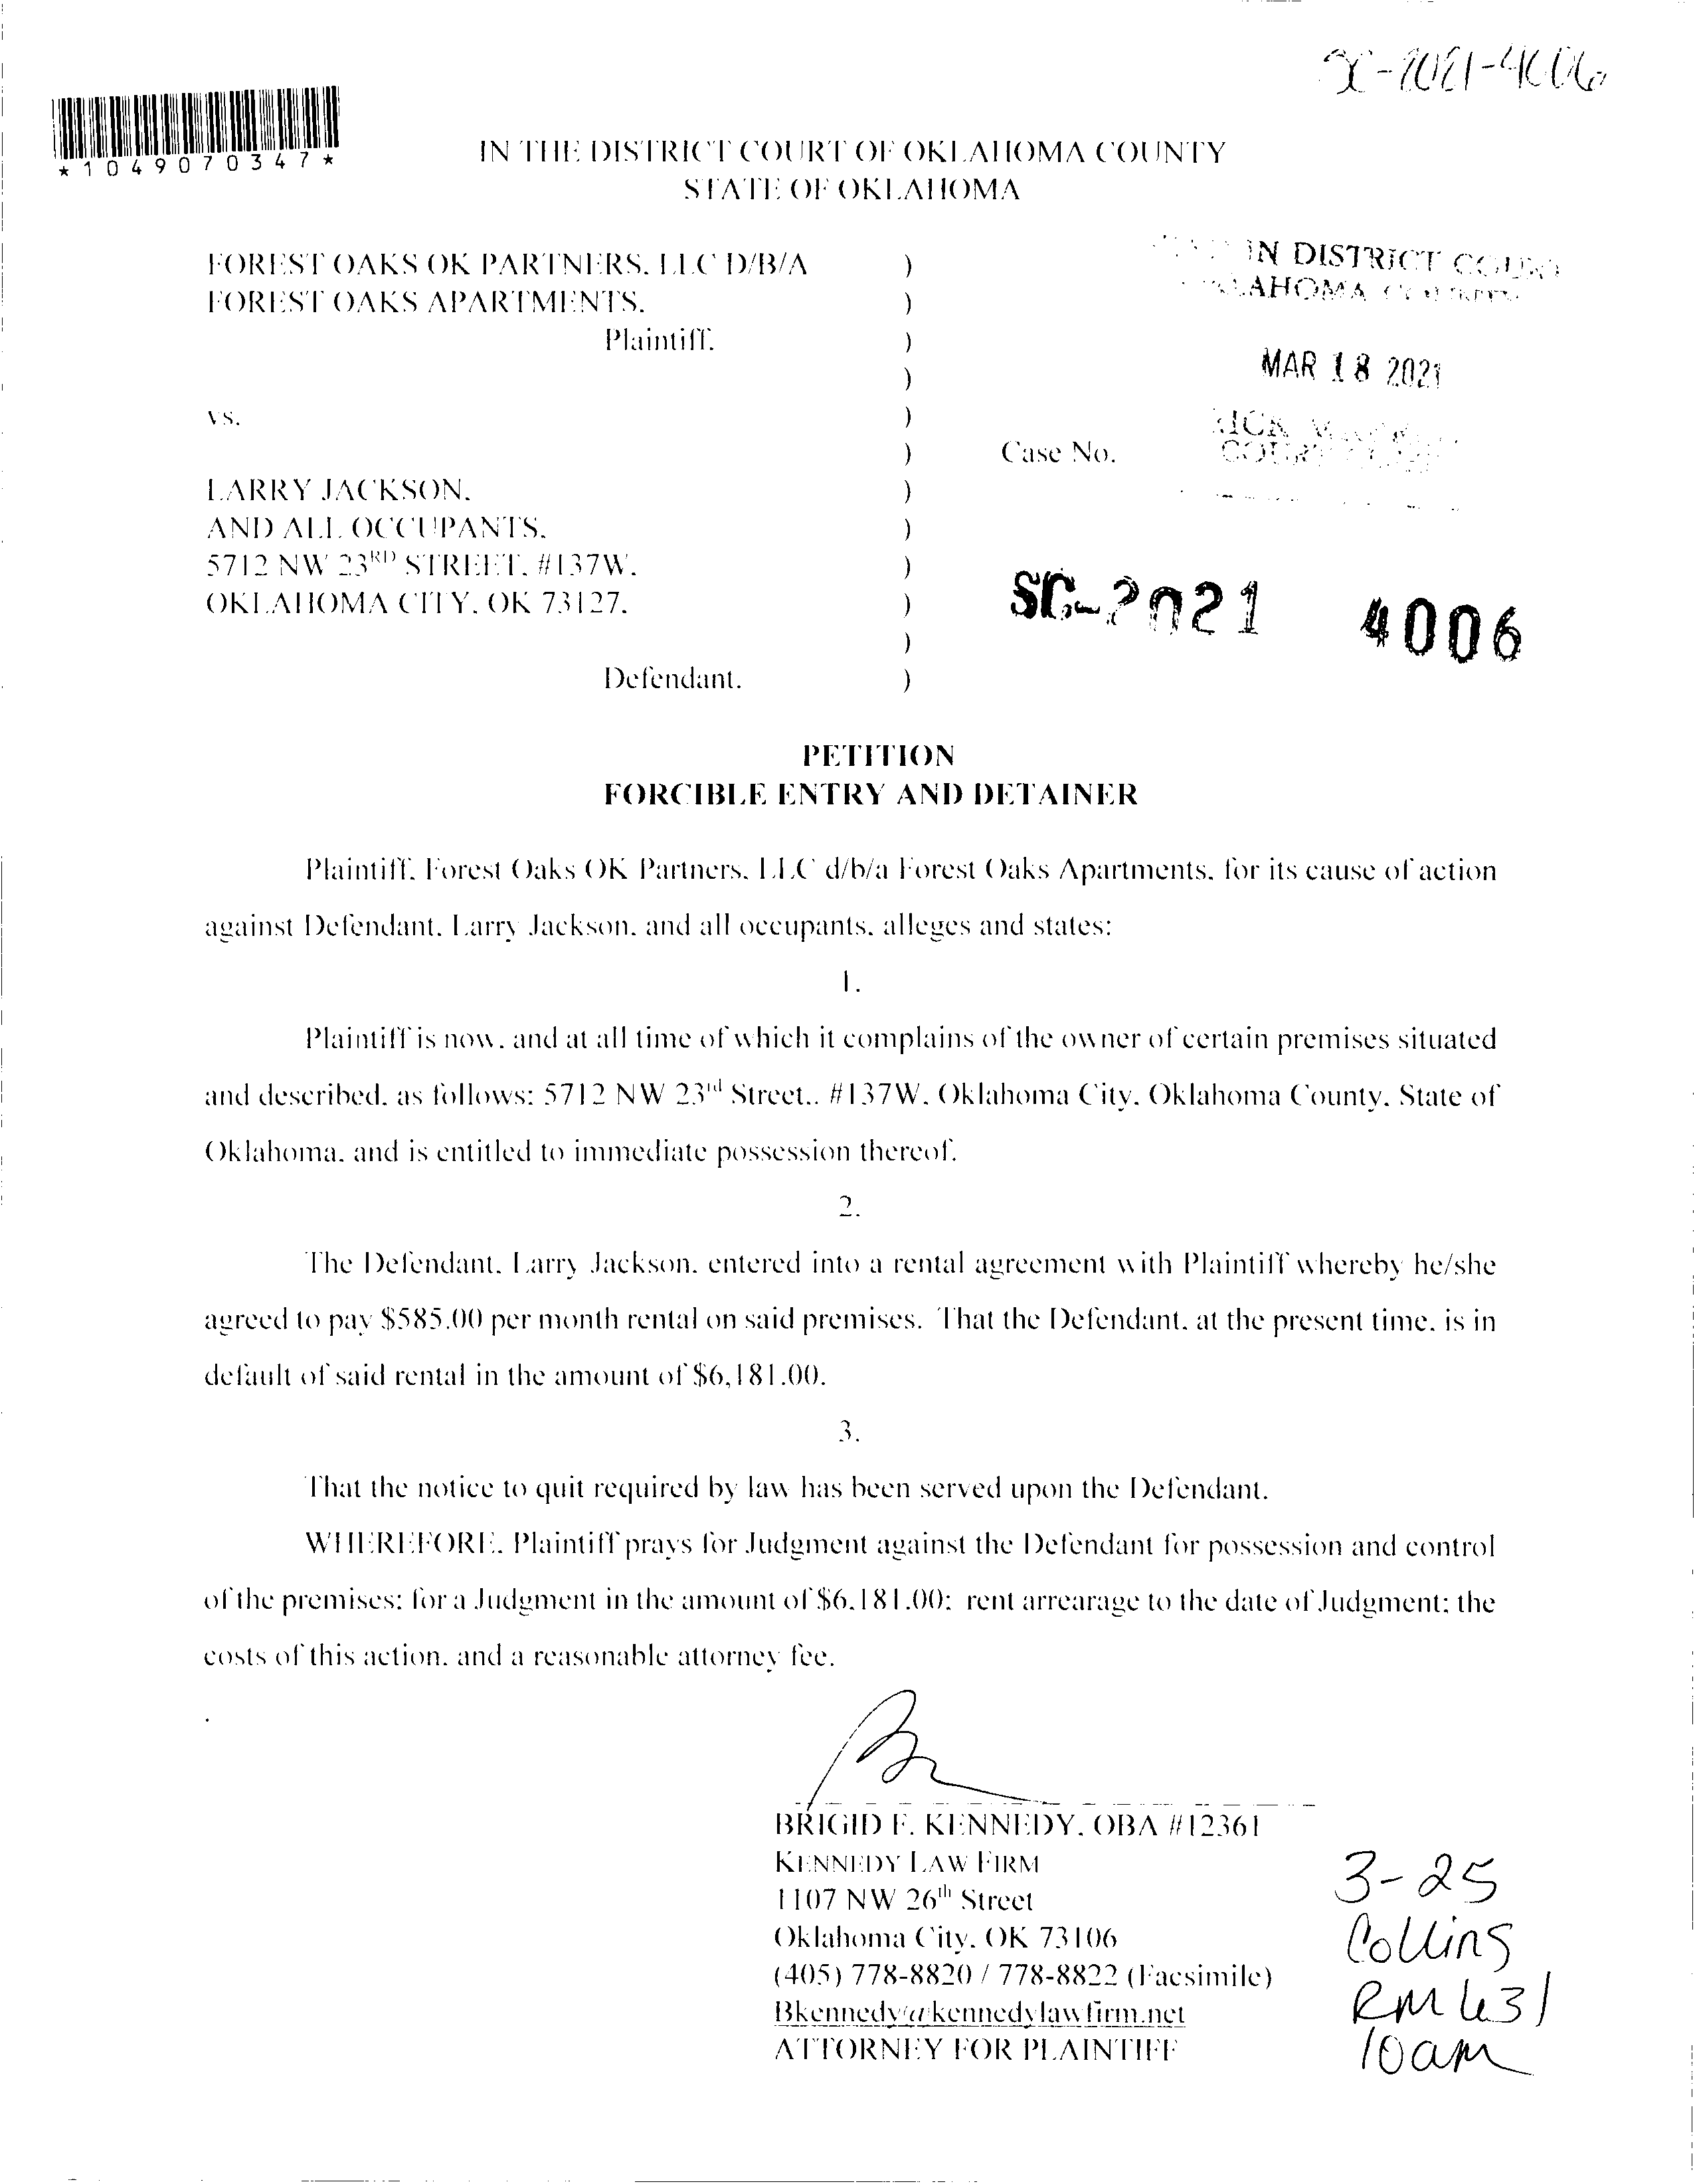 SC-2021-4006
*1049070347*
IN THE DISTRICT COURT OF OKLAHOMA COUNTY
STATE OF OKLAHOMA
FOREST OAKS OK PARTNERS, LLC D/B/A )
FOREST OAKS APARTMENTS, )
Plaintiff, )
)
vs. )
) Case No.
LARRY JACKSON, )
AND ALL OCCUPANTS, )
5712 NW 23RD STREET, #137W, )
OKLAHOMA CITY, OK 73127, )
)
Defendant. )
IN DISTRICT COURT
OKLAHOMA COUNTY
MAR 18 2021
RICK
COURT
SC-2021 4006
PETITION
FORCIBLE ENTRY AND DETAINER
Plaintiff, Forest Oaks OK Partners, LLC d/b/a Forest Oaks Apartments, for its cause of action
against Defendant, Larry Jackson, and all occupants, alleges and states:
1.
Plaintiff is now, and at all time of which it complains of the owner of certain premises situated
and described, as follows: 5712 NW 23rd Street., #137W, Oklahoma City, Oklahoma County, State of
Oklahoma, and is entitled to immediate possession thereof.
2.
The Defendant, Larry Jackson, entered into a rental agreement with Plaintiff whereby he/she
agreed to pay $585.00 per month rental on said premises. That the Defendant, at the present time, is in
default of said rental in the amount of $6,181.00.
3.
That the notice to quit required by law has been served upon the Defendant.
WHEREFORE, Plaintiff prays for Judgment against the Defendant for possession and control
of the premises; for a Judgment in the amount of $6,181.00; rent arrearage to the date of Judgment; the
costs of this action, and a reasonable attorney fee.
BRIGID F. KENNEDY, OBA #12361
KENNEDY LAW FIRM
1107 NW 26th Street
Oklahoma City, OK 73106
(405) 778-8820 / 778-8822 (Facsimile)
Bkennedy@kennedylawfirm.net
ATTORNEY FOR PLAINTIFF
3-25
Collins
RM 631
10am